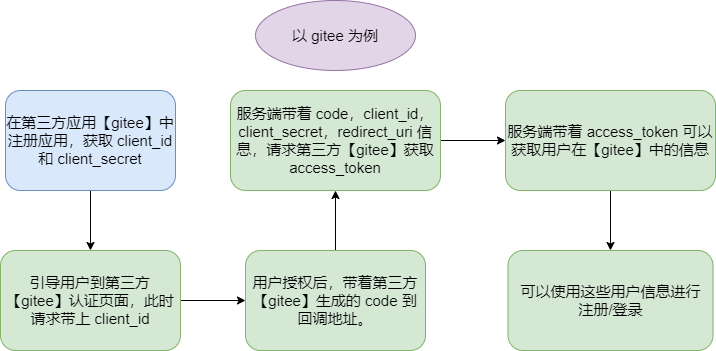 以 gitee 为例
在第三方应用【gitee】中
注册应用，获取 client_id
和 client_secret
引导用户到第三方
【gitee】认证页面，此时
请求带上 client_id
用户授权后，带着第三方
【gitee】生成的 code 到
回调地址。
服务端带着 code，client_id，
client_secret，redirect_uri 信
息，请求第三方【gitee】获取
access_token
服务端带着 access_token 可以
获取用户在【gitee】中的信息
可以使用这些用户信息进行
注册/登录